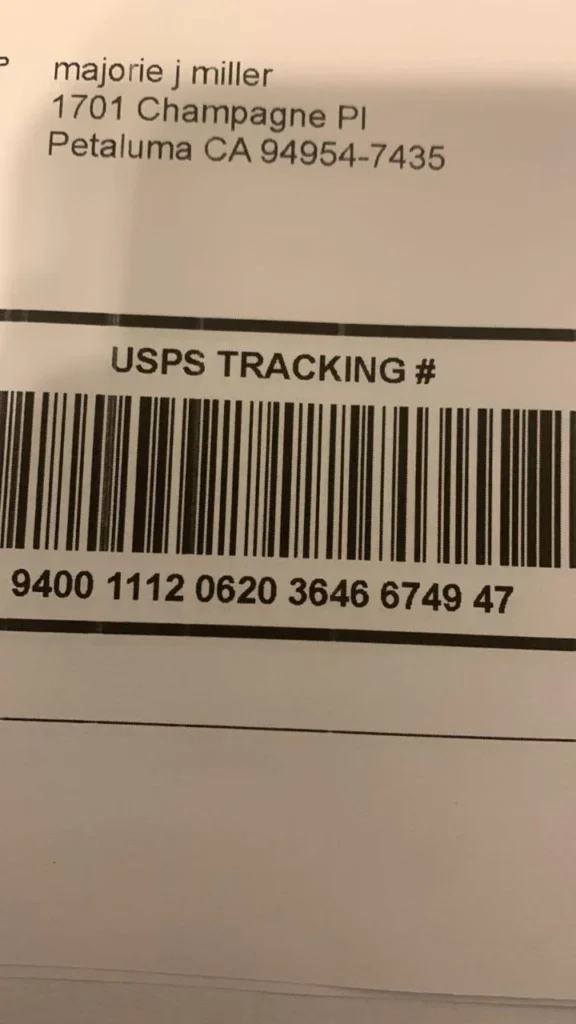 majorie j miller
1701 Champagne Pl
Petaluma CA 94954-7435
USPS TRACKING #
9400 1112 0620 3646 6749 47